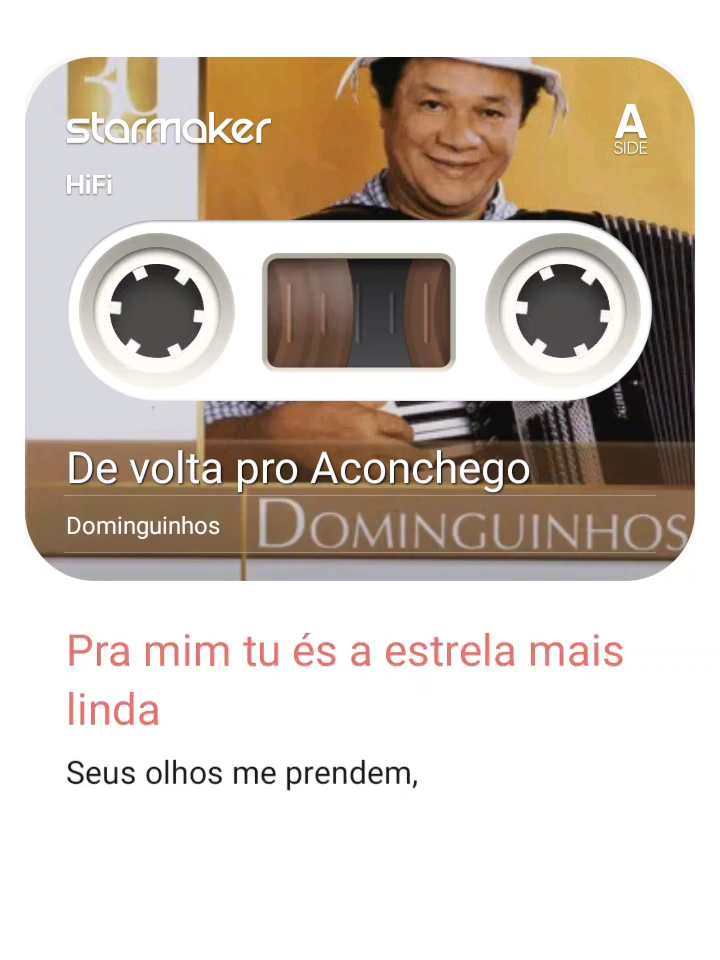 30
starmaker
A
SIDE
HiFi
De volta pro Aconchego
Dominguinhos
DOMINGUINHOS
Pra mim tu és a estrela mais
linda
Seus olhos me prendem,